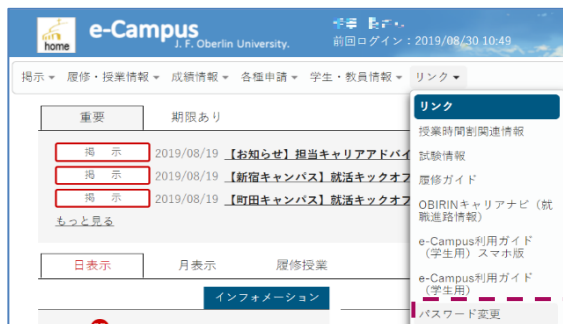 home
e-Campus
J. F. Oberlin University.
前回ログイン：2019/08/30 10:49
掲示 履修・授業情報 成績情報 各種申請 学生・教員情報 リンク
重要 期限あり
掲 示 2019/08/19 【お知らせ】担当キャリアアドバイ
掲 示 2019/08/19 【新宿キャンパス】就活キックオフ
掲 示 2019/08/19 【町田キャンパス】就活キックオフ
もっと見る
日表示 月表示 履修授業
インフォメーション
リンク
授業時間割関連情報
試験情報
履修ガイド
OBIRINキャリアナビ（就
職進路情報）
e-Campus利用ガイド
（学生用）スマホ版
e-Campus利用ガイド
（学生用）
パスワード変更